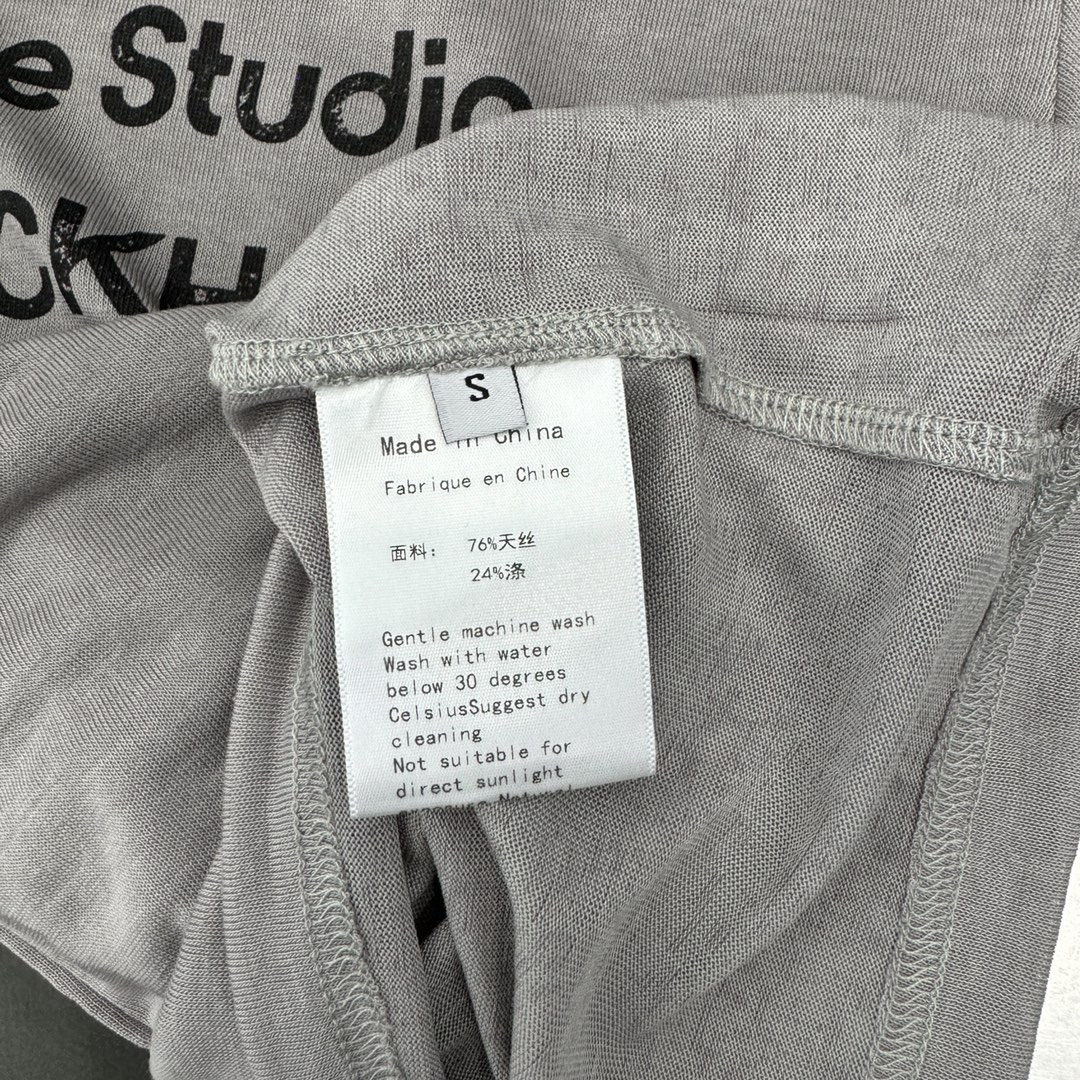 e Studio
ckh
S
Made in China
Fabrique en Chine
面料： 76%天丝
24%涤
Gentle machine wash
Wash with water
below 30 degrees
CelsiusSuggest dry
cleaning
Not suitable for
direct sunlight